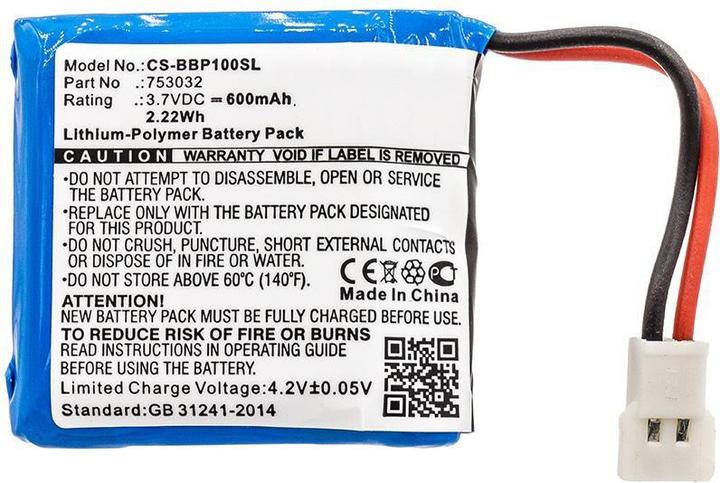 Model No.:CS-BBP100SL
Part No .:753032
Rating .:3.7VDC ⎓ 600mAh
2.22Wh
Lithium-Polymer Battery Pack
CAUTION WARRANTY VOID IF LABEL IS REMOVED
•DO NOT ATTEMPT TO DISASSEMBLE, OPEN OR SERVICE
THE BATTERY PACK.
•REPLACE ONLY WITH THE BATTERY PACK DESIGNATED
FOR THIS PRODUCT.
•DO NOT CRUSH, PUNCTURE, SHORT EXTERNAL CONTACTS
OR DISPOSE OF IN FIRE OR WATER.
•DO NOT STORE ABOVE 60°C (140°F).
CE
Made In China
ATTENTION!
NEW BATTERY PACK MUST BE FULLY CHARGED BEFORE USE.
TO REDUCE RISK OF FIRE OR BURNS
READ INSTRUCTIONS IN OPERATING GUIDE
BEFORE USING THE BATTERY.
Limited Charge Voltage:4.2V±0.05V
Standard:GB 31241-2014